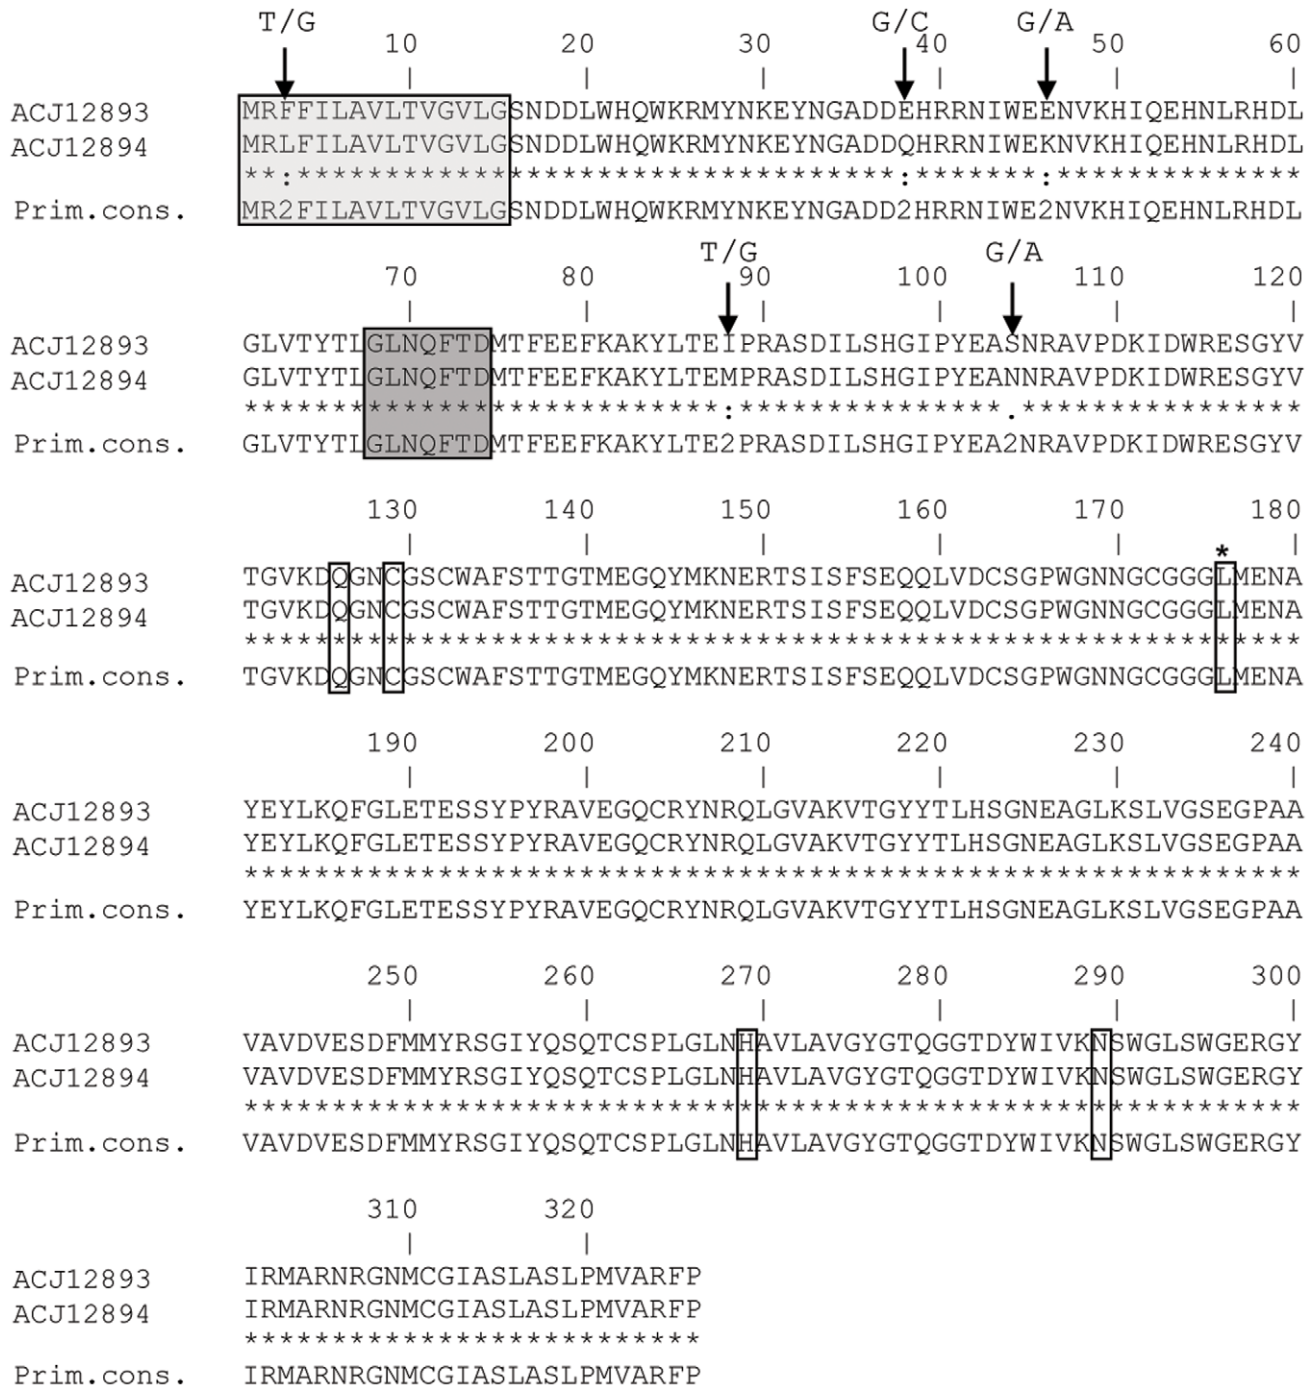 T/G G/C G/A
10 20 30 40 50 60
| | | | | |
ACJ12893 MRFFILAVLTVGVLGSNDDLWHQWKRMYNKEYNGADDEHRRNIWEENVKHIQEHNLRHDL
ACJ12894 MRLFILAVLTVGVLGSNDDLWHQWKRMYNKEYNGADDQHRRNIWEKNVKHIQEHNLRHDL
**:**********************************:*******:**************
Prim.cons. MR2FILAVLTVGVLGSNDDLWHQWKRMYNKEYNGADD2HRRNIWE2NVKHIQEHNLRHDL
T/G G/A
70 80 90 100 110 120
| | | | | |
ACJ12893 GLVTYTLGLNQFTDMTFEEFKAKYLTEIPRASDILSHGIPYEASNRAVPDKIDWRESGYV
ACJ12894 GLVTYTLGLNQFTDMTFEEFKAKYLTEMPRASDILSHGIPYEANNRAVPDKIDWRESGYV
***************************:***************.****************
Prim.cons. GLVTYTLGLNQFTDMTFEEFKAKYLTE2PRASDILSHGIPYEA2NRAVPDKIDWRESGYV
130 140 150 160 170 180
| | | | | |
*
ACJ12893 TGVKDQGNCGSCWAFSTTGTMEGQYMKNERTSISFSEQQLVDCSGPWGNNGCGGGLMENA
ACJ12894 TGVKDQGNCGSCWAFSTTGTMEGQYMKNERTSISFSEQQLVDCSGPWGNNGCGGGLMENA
************************************************************
Prim.cons. TGVKDQGNCGSCWAFSTTGTMEGQYMKNERTSISFSEQQLVDCSGPWGNNGCGGGLMENA
190 200 210 220 230 240
| | | | | |
ACJ12893 YEYLKQFGLETESSYPYRAVEGQCRYNRQLGVAKVTGYYTLHSGNEAGLKSLVGSEGPAA
ACJ12894 YEYLKQFGLETESSYPYRAVEGQCRYNRQLGVAKVTGYYTLHSGNEAGLKSLVGSEGPAA
************************************************************
Prim.cons. YEYLKQFGLETESSYPYRAVEGQCRYNRQLGVAKVTGYYTLHSGNEAGLKSLVGSEGPAA
250 260 270 280 290 300
| | | | | |
ACJ12893 VAVDVESDFMMYRSGIYQSQTCSPLGLNHAVLAVGYGTQGGTDYWIVKNSWGLSWGERGY
ACJ12894 VAVDVESDFMMYRSGIYQSQTCSPLGLNHAVLAVGYGTQGGTDYWIVKNSWGLSWGERGY
************************************************************
Prim.cons. VAVDVESDFMMYRSGIYQSQTCSPLGLNHAVLAVGYGTQGGTDYWIVKNSWGLSWGERGY
310 320
| |
ACJ12893 IRMARNRGNMCGIASLASLPMVARFP
ACJ12894 IRMARNRGNMCGIASLASLPMVARFP
**************************
Prim.cons. IRMARNRGNMCGIASLASLPMVARFP